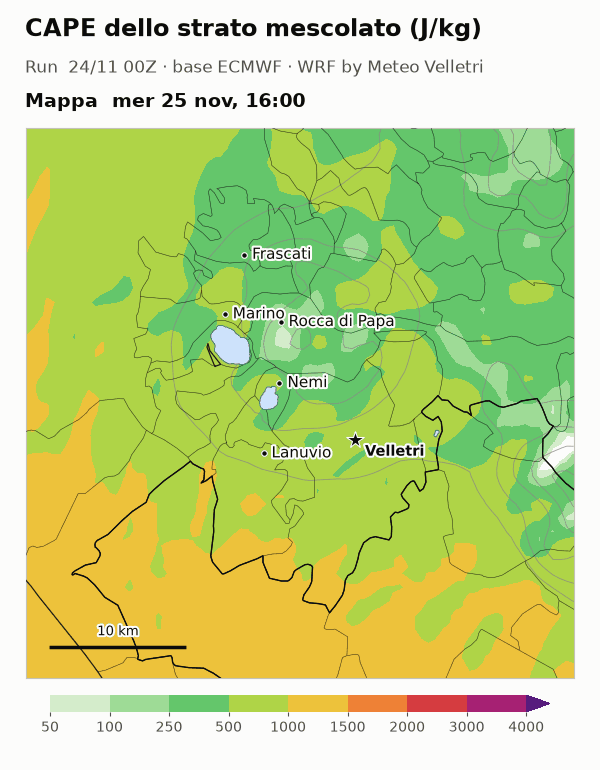 CAPE dello strato mescolato (J/kg)
Run  24/11 00Z · base ECMWF · WRF by Meteo Velletri
Mappa  mer 25 nov, 16:00
Frascati
Marino
Rocca di Papa
Nemi
Velletri
Lanuvio
10 km
50 100 250 500 1000 1500 2000 3000 4000